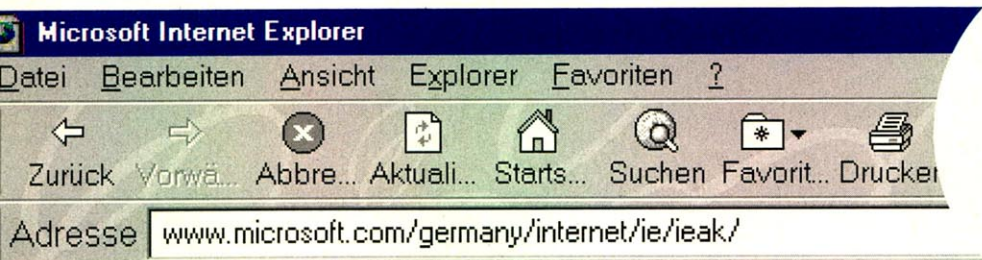 Microsoft Internet Explorer
Datei Bearbeiten Ansicht Explorer Favoriten ?
Zurück Vorwä... Abbre... Aktuali... Starts... Suchen Favorit... Drucken
Adresse www.microsoft.com/germany/internet/ie/ieak/